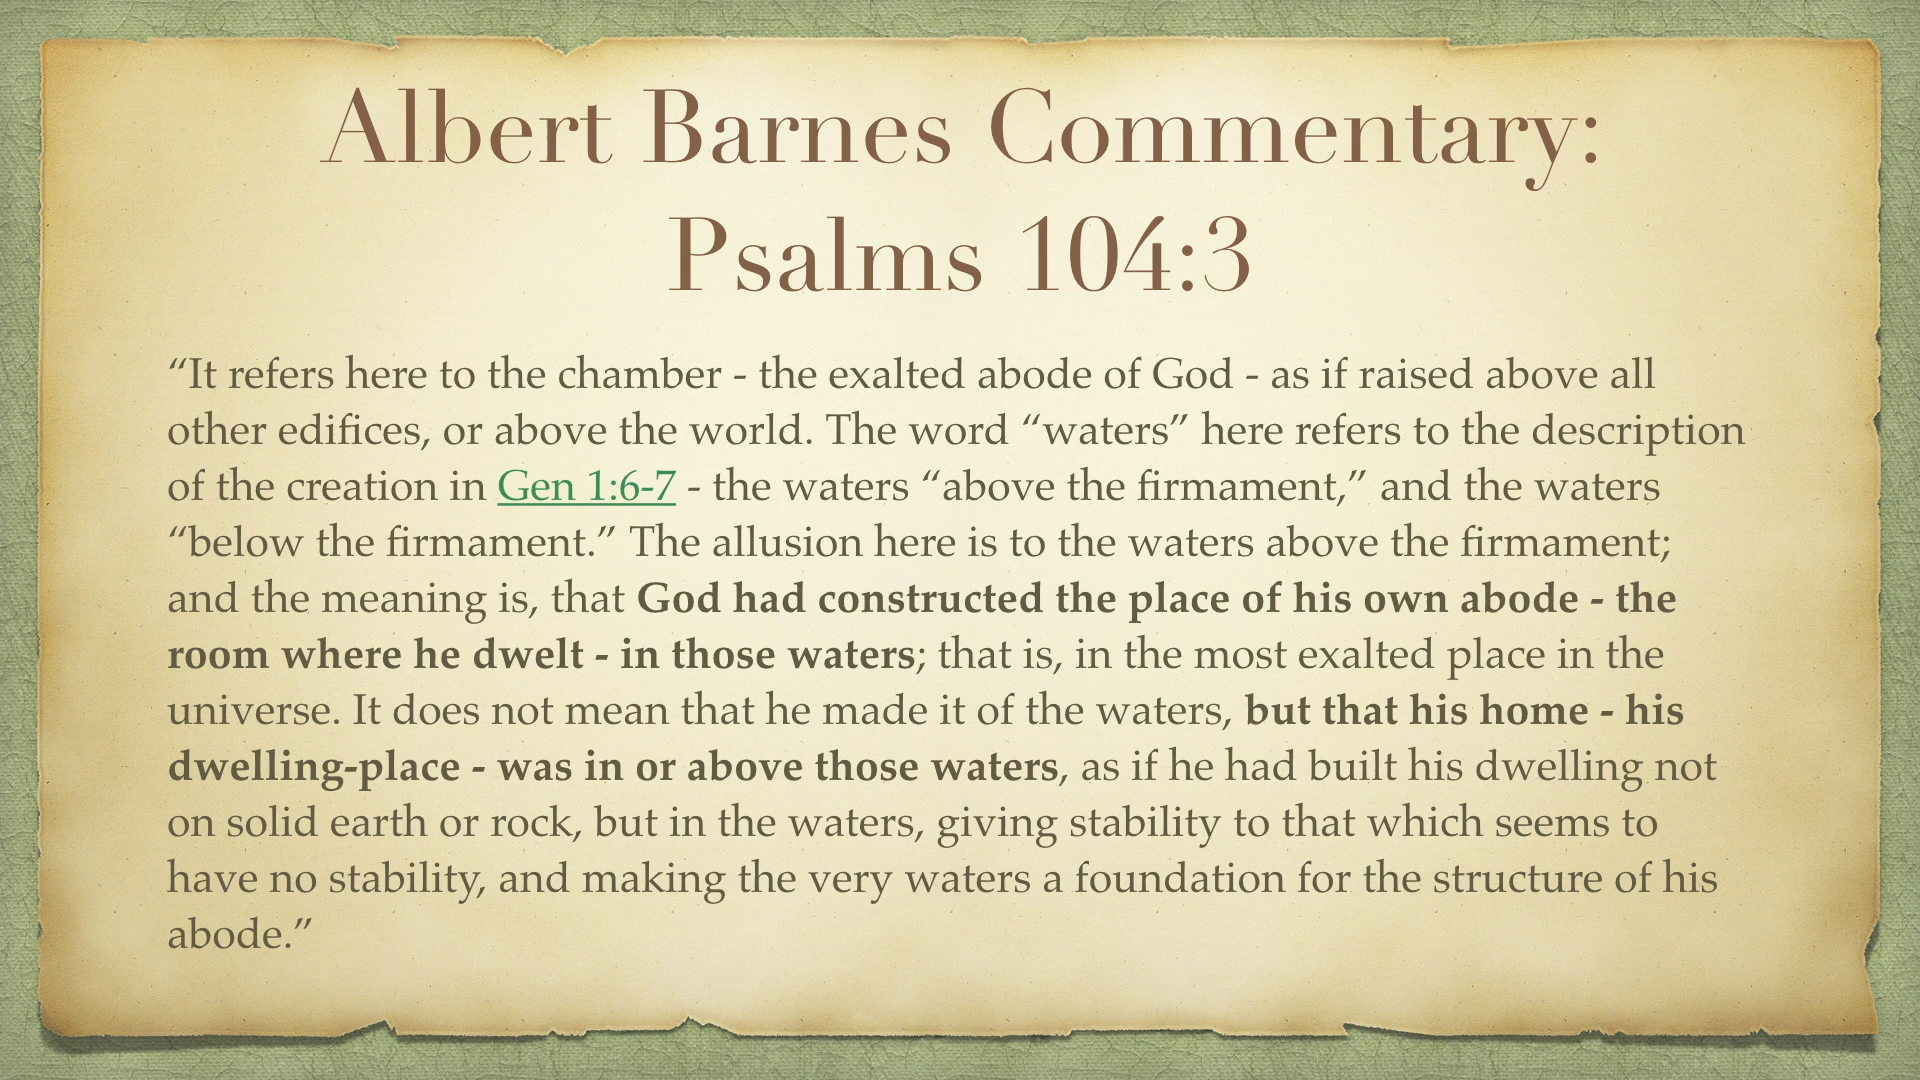 Albert Barnes Commentary:
Psalms 104:3
“It refers here to the chamber - the exalted abode of God - as if raised above all
other edifices, or above the world. The word “waters” here refers to the description
of the creation in Gen 1:6-7 - the waters “above the firmament,” and the waters
“below the firmament.” The allusion here is to the waters above the firmament;
and the meaning is, that God had constructed the place of his own abode - the
room where he dwelt - in those waters; that is, in the most exalted place in the
universe. It does not mean that he made it of the waters, but that his home - his
dwelling-place - was in or above those waters, as if he had built his dwelling not
on solid earth or rock, but in the waters, giving stability to that which seems to
have no stability, and making the very waters a foundation for the structure of his
abode.”